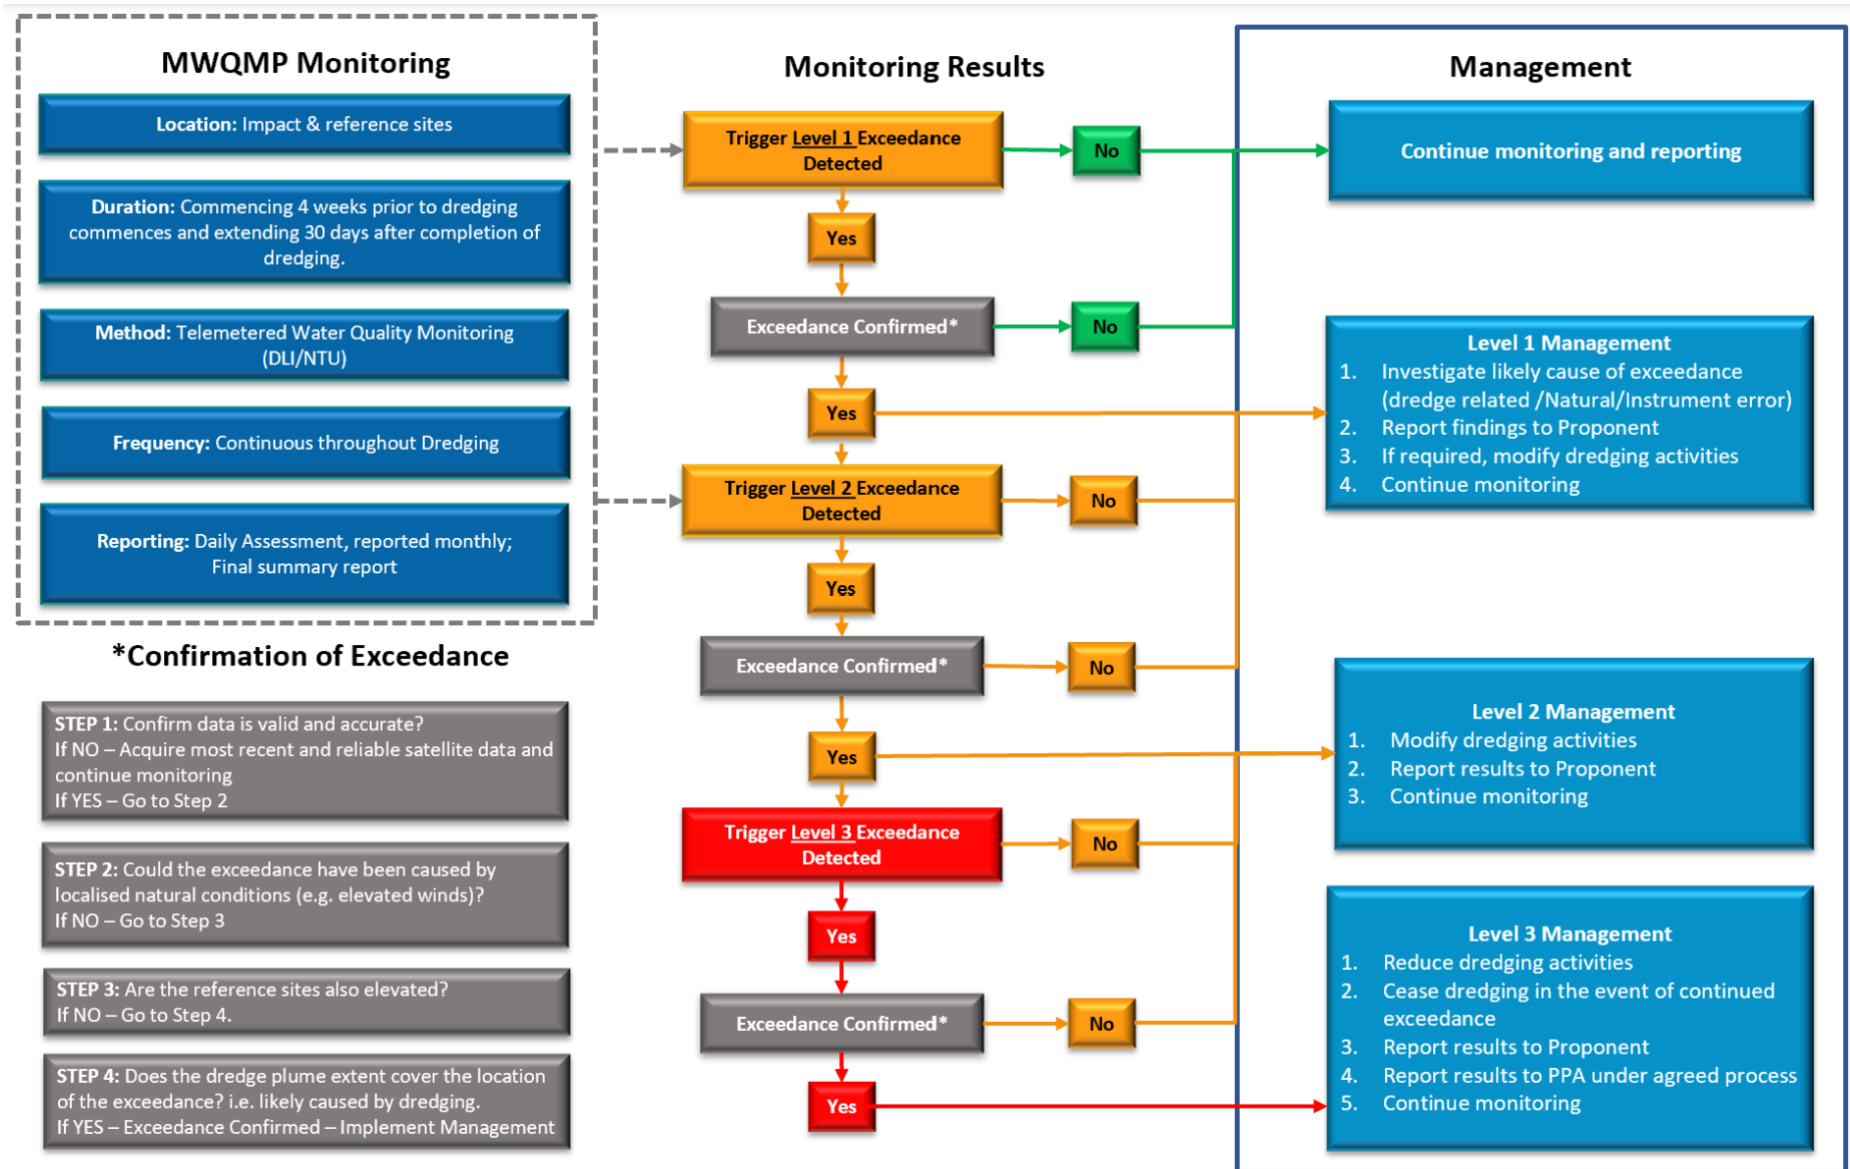 MWQMP Monitoring
Location: Impact & reference sites
Duration: Commencing 4 weeks prior to dredging
commences and extending 30 days after completion of
dredging.
Method: Telemetered Water Quality Monitoring
(DLI/NTU)
Frequency: Continuous throughout Dredging
Reporting: Daily Assessment, reported monthly;
Final summary report
*Confirmation of Exceedance
STEP 1: Confirm data is valid and accurate?
If NO – Acquire most recent and reliable satellite data and
continue monitoring
If YES – Go to Step 2
STEP 2: Could the exceedance have been caused by
localised natural conditions (e.g. elevated winds)?
If NO – Go to Step 3
STEP 3: Are the reference sites also elevated?
If NO – Go to Step 4.
STEP 4: Does the dredge plume extent cover the location
of the exceedance? i.e. likely caused by dredging.
If YES – Exceedance Confirmed – Implement Management
Monitoring Results
Trigger Level 1 Exceedance
Detected
No
Yes
Exceedance Confirmed*
No
Yes
Trigger Level 2 Exceedance
Detected
No
Yes
Exceedance Confirmed*
No
Yes
Trigger Level 3 Exceedance
Detected
No
Yes
Exceedance Confirmed*
No
Yes
Management
Continue monitoring and reporting
Level 1 Management
1. Investigate likely cause of exceedance
(dredge related /Natural/Instrument error)
2. Report findings to Proponent
3. If required, modify dredging activities
4. Continue monitoring
Level 2 Management
1. Modify dredging activities
2. Report results to Proponent
3. Continue monitoring
Level 3 Management
1. Reduce dredging activities
2. Cease dredging in the event of continued
exceedance
3. Report results to Proponent
4. Report results to PPA under agreed process
5. Continue monitoring